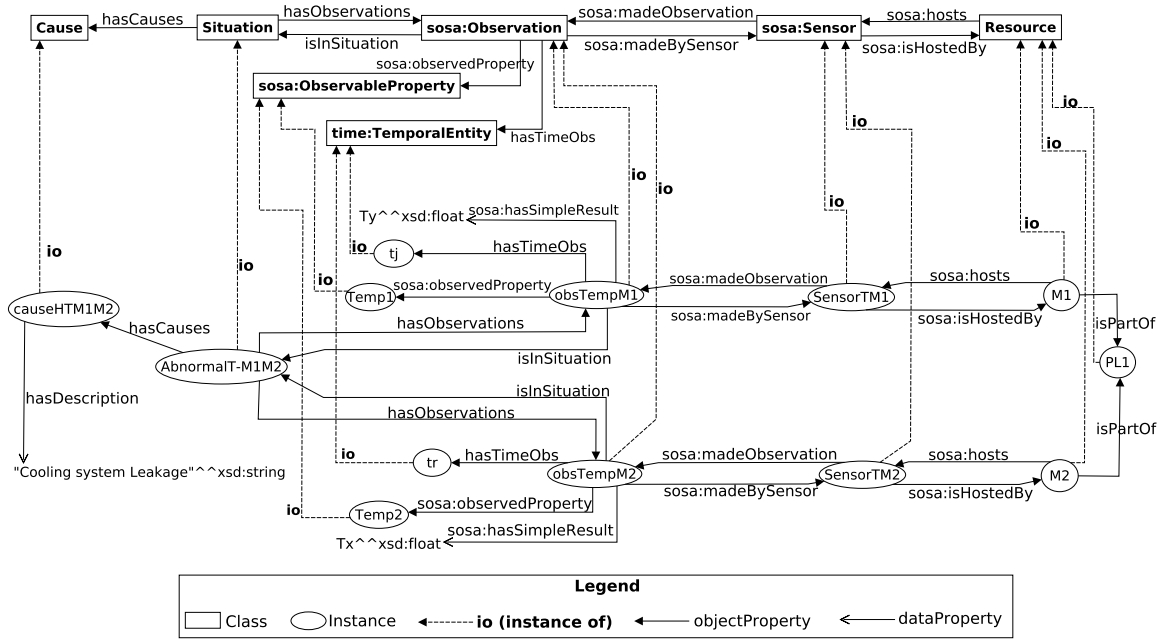 Cause
hasCauses
Situation
hasObservations
isInSituation
sosa:Observation
sosa:madeObservation
sosa:madeBySensor
sosa:Sensor
sosa:hosts
sosa:isHostedBy
Resource
sosa:observedProperty
sosa:ObservableProperty
time:TemporalEntity
hasTimeObs
io
io
io
io
io
io
io
Ty^^xsd:float
sosa:hasSimpleResult
io
tj
hasTimeObs
io
io
io
io
Temp1
sosa:observedProperty
obsTempM1
sosa:madeObservation
sosa:madeBySensor
SensorTM1
sosa:hosts
sosa:isHostedBy
M1
causeHTM1M2
hasCauses
hasObservations
isInSituation
isPartOf
AbnormalT-M1M2
PL1
hasDescription
isInSituation
hasObservations
isPartOf
"Cooling system Leakage"^^xsd:string
io
tr
hasTimeObs
obsTempM2
sosa:madeObservation
sosa:madeBySensor
SensorTM2
sosa:hosts
sosa:isHostedBy
M2
io
Temp2
sosa:observedProperty
sosa:hasSimpleResult
Tx^^xsd:float
Legend
Class
Instance
io (instance of)
objectProperty
dataProperty